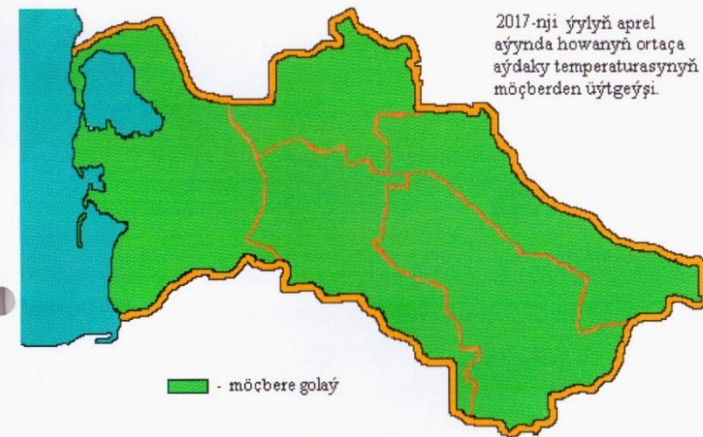 2017-nji ýylyň aprel
aýynda howanyň ortaça
aýdaky temperaturasynyň
möçberden üýtgeýşi.
- möçbere golaý